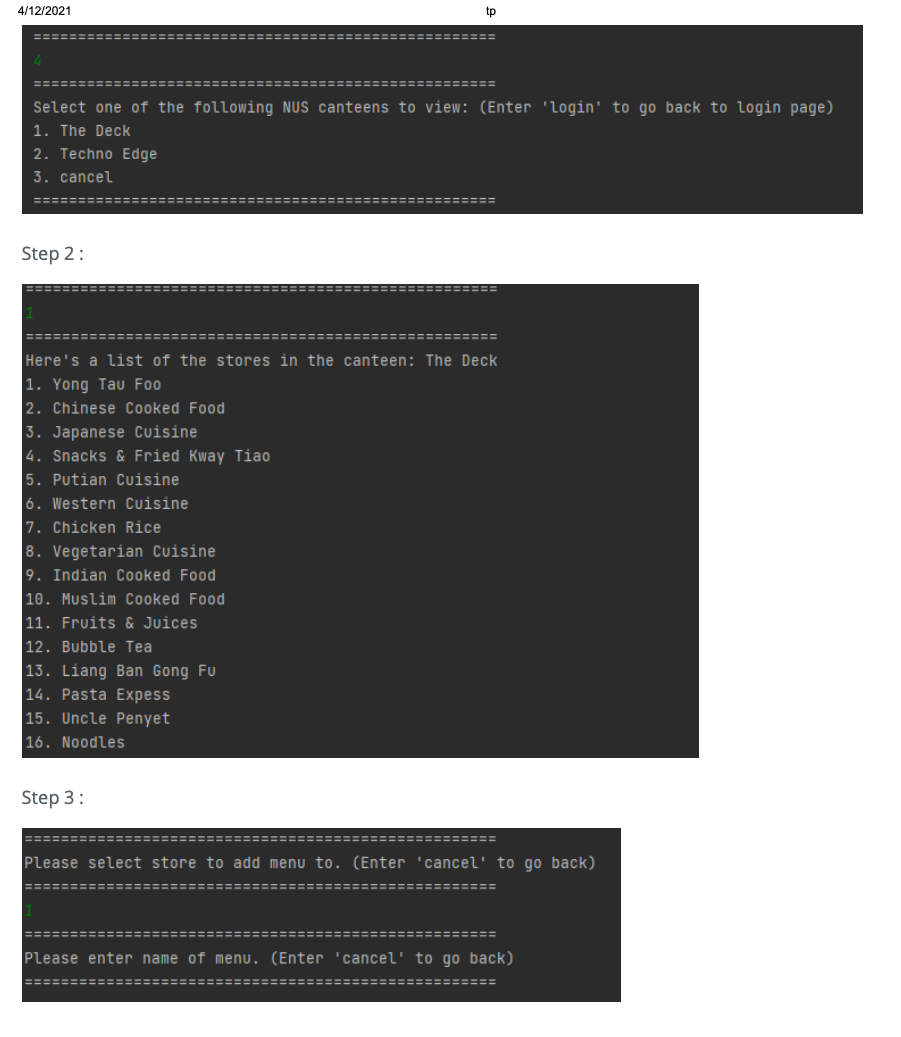 4/12/2021 tp
====================================================
4
====================================================
Select one of the following NUS canteens to view: (Enter 'login' to go back to login page)
1. The Deck
2. Techno Edge
3. cancel
====================================================
Step 2 :
====================================================
1
====================================================
Here's a list of the stores in the canteen: The Deck
1. Yong Tau Foo
2. Chinese Cooked Food
3. Japanese Cuisine
4. Snacks & Fried Kway Tiao
5. Putian Cuisine
6. Western Cuisine
7. Chicken Rice
8. Vegetarian Cuisine
9. Indian Cooked Food
10. Muslim Cooked Food
11. Fruits & Juices
12. Bubble Tea
13. Liang Ban Gong Fu
14. Pasta Expess
15. Uncle Penyet
16. Noodles
Step 3 :
====================================================
Please select store to add menu to. (Enter 'cancel' to go back)
====================================================
1
====================================================
Please enter name of menu. (Enter 'cancel' to go back)
====================================================